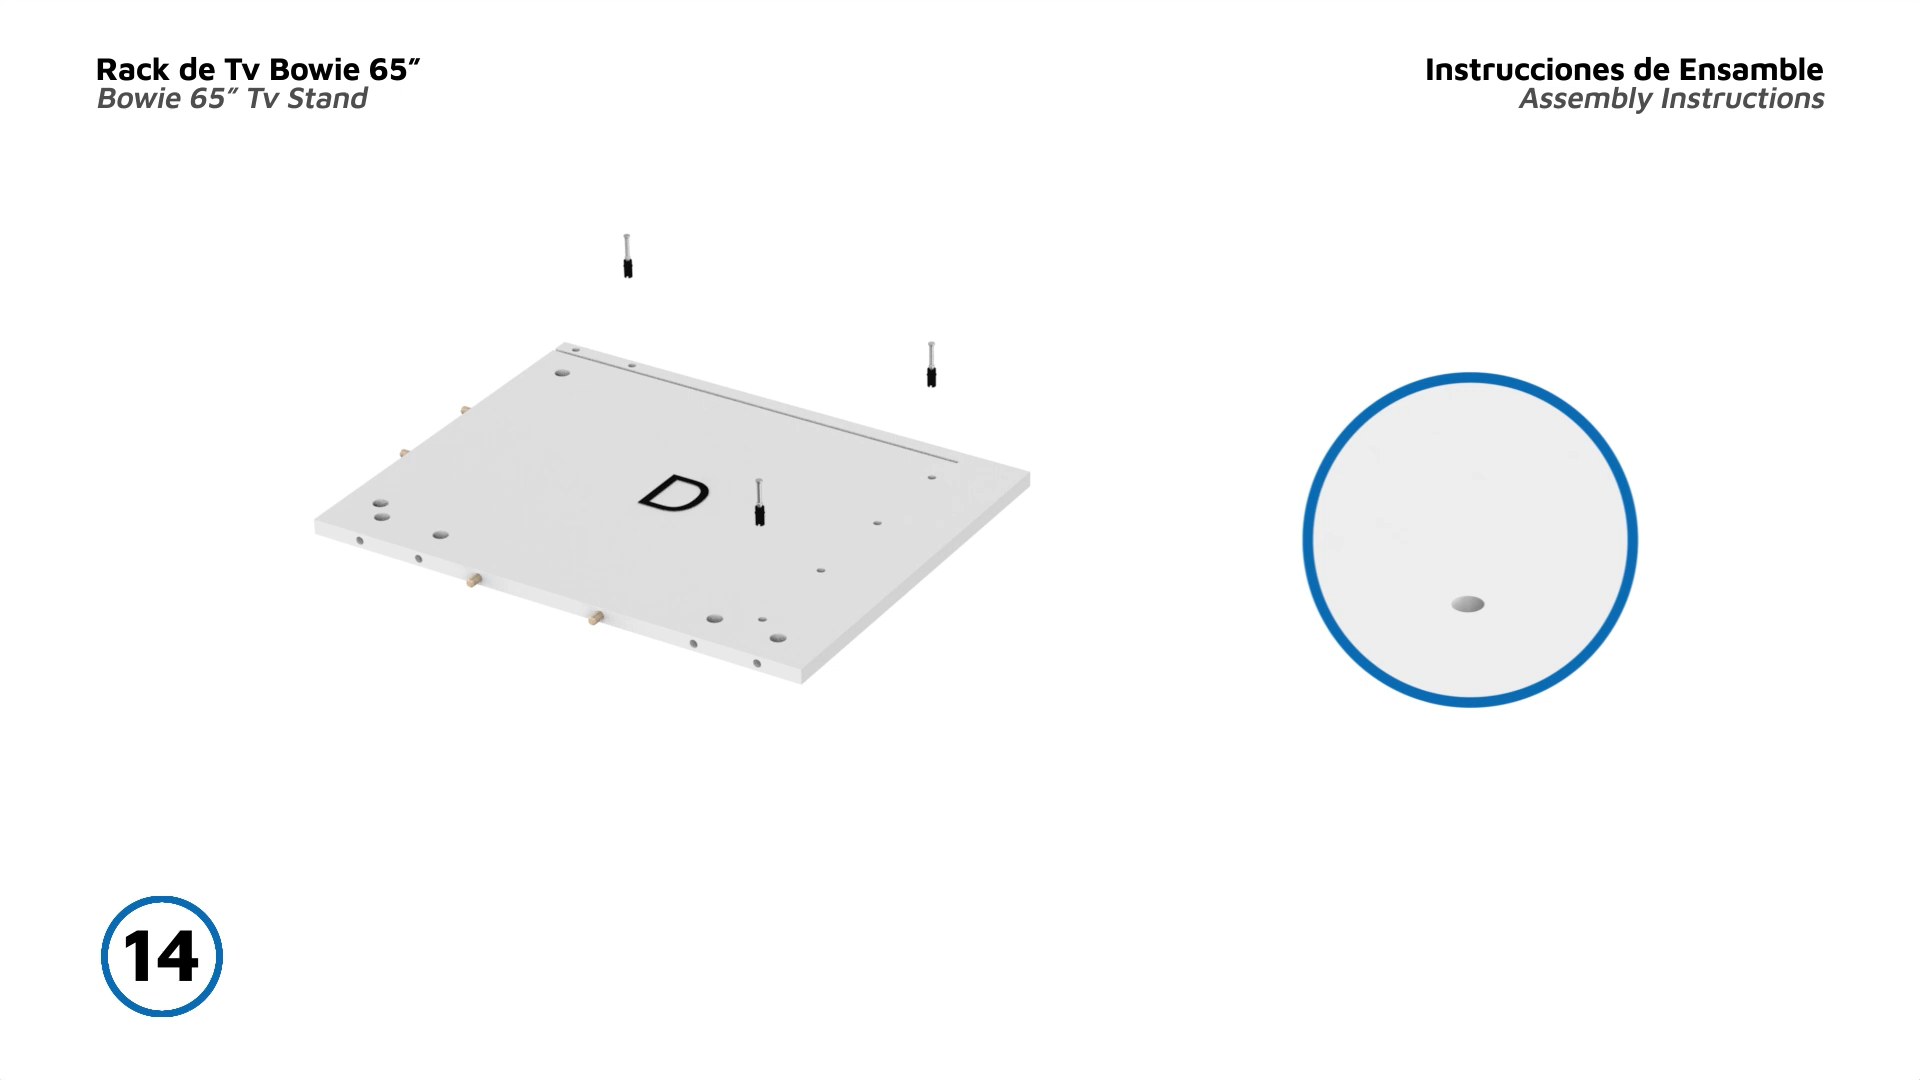 Rack de Tv Bowie 65”
Bowie 65” Tv Stand
Instrucciones de Ensamble
Assembly Instructions
D
14